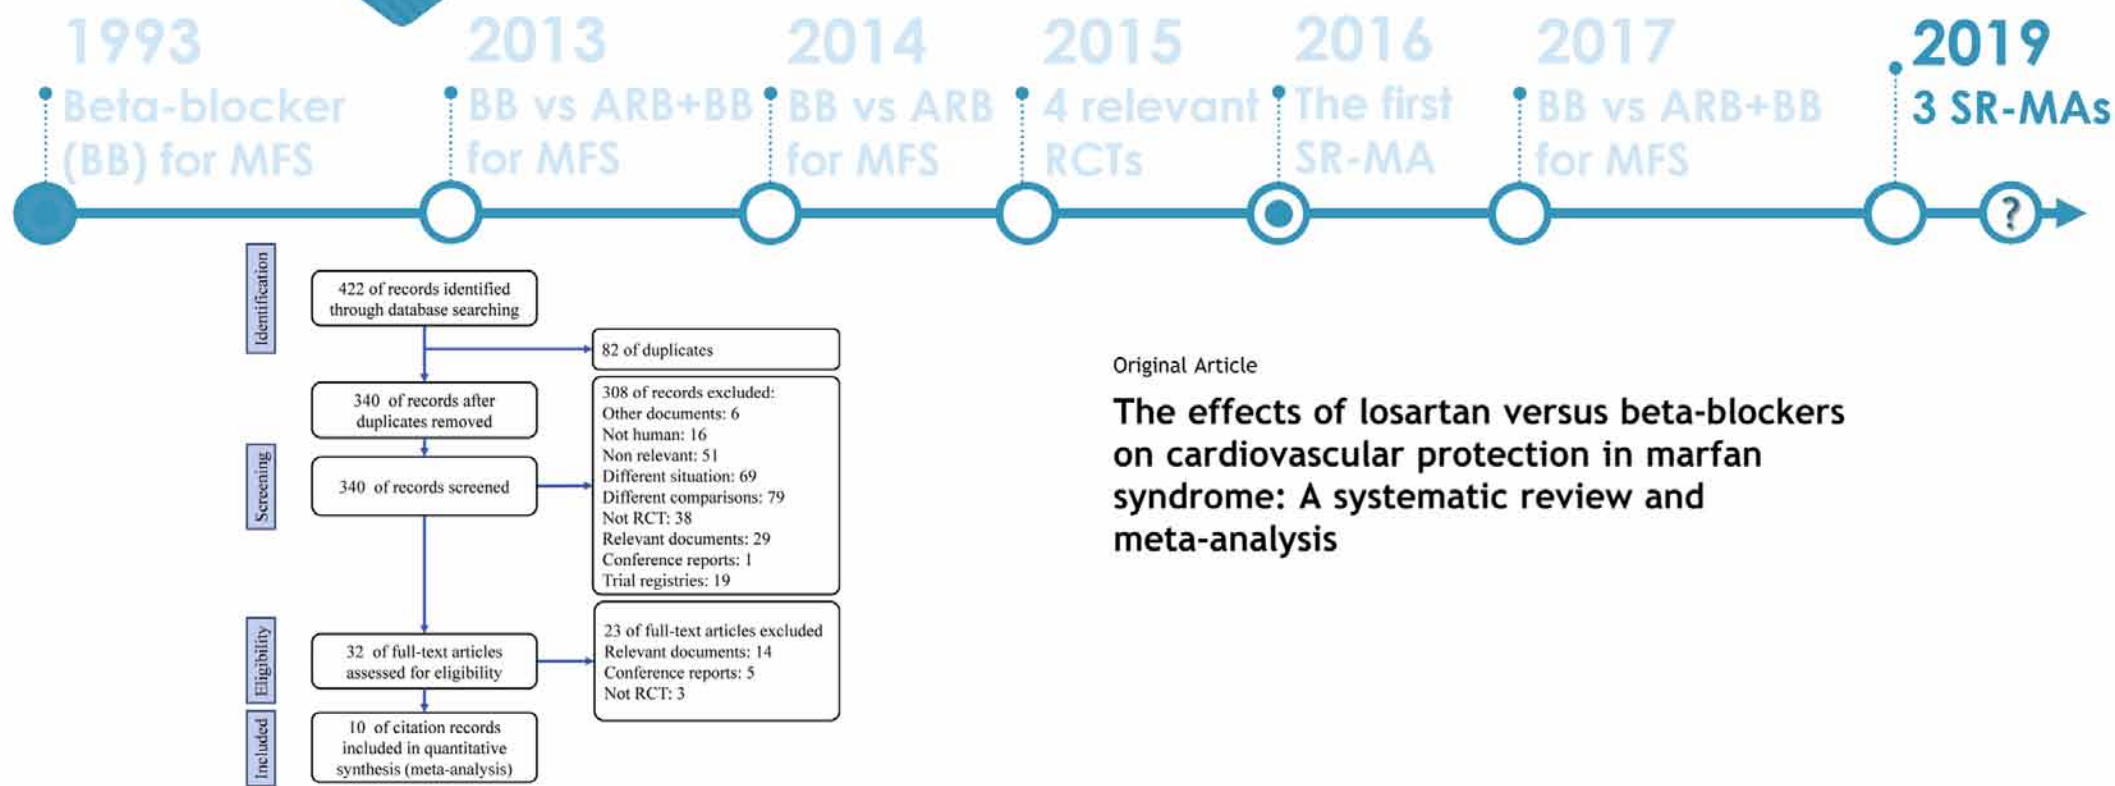 1993
Beta-blocker
(BB) for MFS
2013
BB vs ARB+BB
for MFS
2014
BB vs ARB
for MFS
2015
4 relevant
RCTs
2016
The first
SR-MA
2017
BB vs ARB+BB
for MFS
2019
3 SR-MAs
?
Identification
422 of records identified
through database searching
82 of duplicates
340 of records after
duplicates removed
Screening
340 of records screened
308 of records excluded:
Other documents: 6
Not human: 16
Non relevant: 51
Different situation: 69
Different comparisons: 79
Not RCT: 38
Relevant documents: 29
Conference reports: 1
Trial registries: 19
Eligibility
32 of full-text articles
assessed for eligibility
23 of full-text articles excluded
Relevant documents: 14
Conference reports: 5
Not RCT: 3
Included
10 of citation records
included in quantitative
synthesis (meta-analysis)
Original Article
The effects of losartan versus beta-blockers
on cardiovascular protection in marfan
syndrome: A systematic review and
meta-analysis